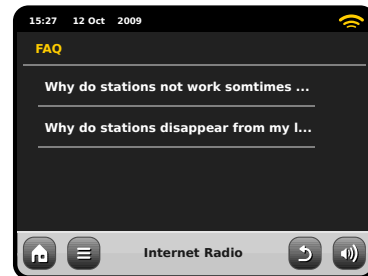 15:27 12 Oct 2009
FAQ
Why do stations not work somtimes ...
Why do stations disappear from my l...
Internet Radio